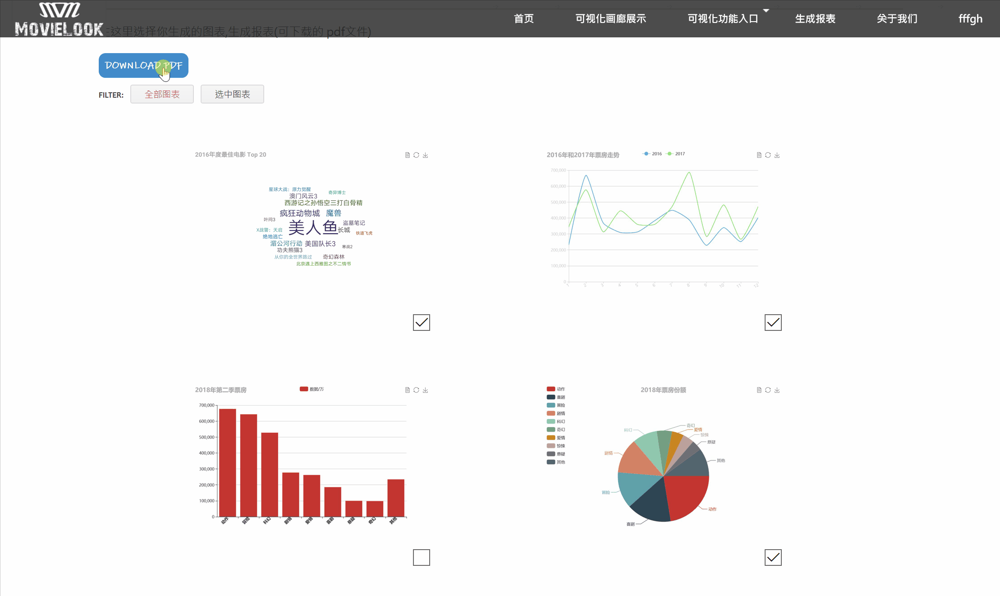 MOVIELOOK
首页 可视化画廊展示 可视化功能入口 生成报表 关于我们 fffgh
这里选择你生成的图表,生成报表(可下载的 pdf文件)
DOWNLOAD PDF
FILTER: 全部图表 选中图表
2016年度最佳电影 Top 20
星球大战：原力觉醒
奇异博士
澳门风云3
西游记之孙悟空三打白骨精
疯狂动物城 魔兽
叶问3
美人鱼
盗墓笔记
长城
X战警：天启
铁道飞虎
绝地逃亡
湄公河行动 美国队长3
寒战2
功夫熊猫3
从你的全世界路过 奇幻森林
北京遇上西雅图之不二情书
2016年和2017年票房走势
2016 2017
700,000
600,000
500,000
400,000
300,000
200,000
100,000
0
1 2 3 4 5 6 7 8 9 10 11 12
2018年第二季票房
数据/万
700,000
600,000
500,000
400,000
300,000
200,000
100,000
0
动作 冒险 科幻 剧情 爱情 喜剧 悬疑 奇幻 其他
2018年票房份额
动作
喜剧
冒险
剧情
科幻
奇幻
爱情
惊悚
悬疑
其他
奇幻
科幻
爱情
惊悚
悬疑
剧情
其他
冒险
动作
喜剧